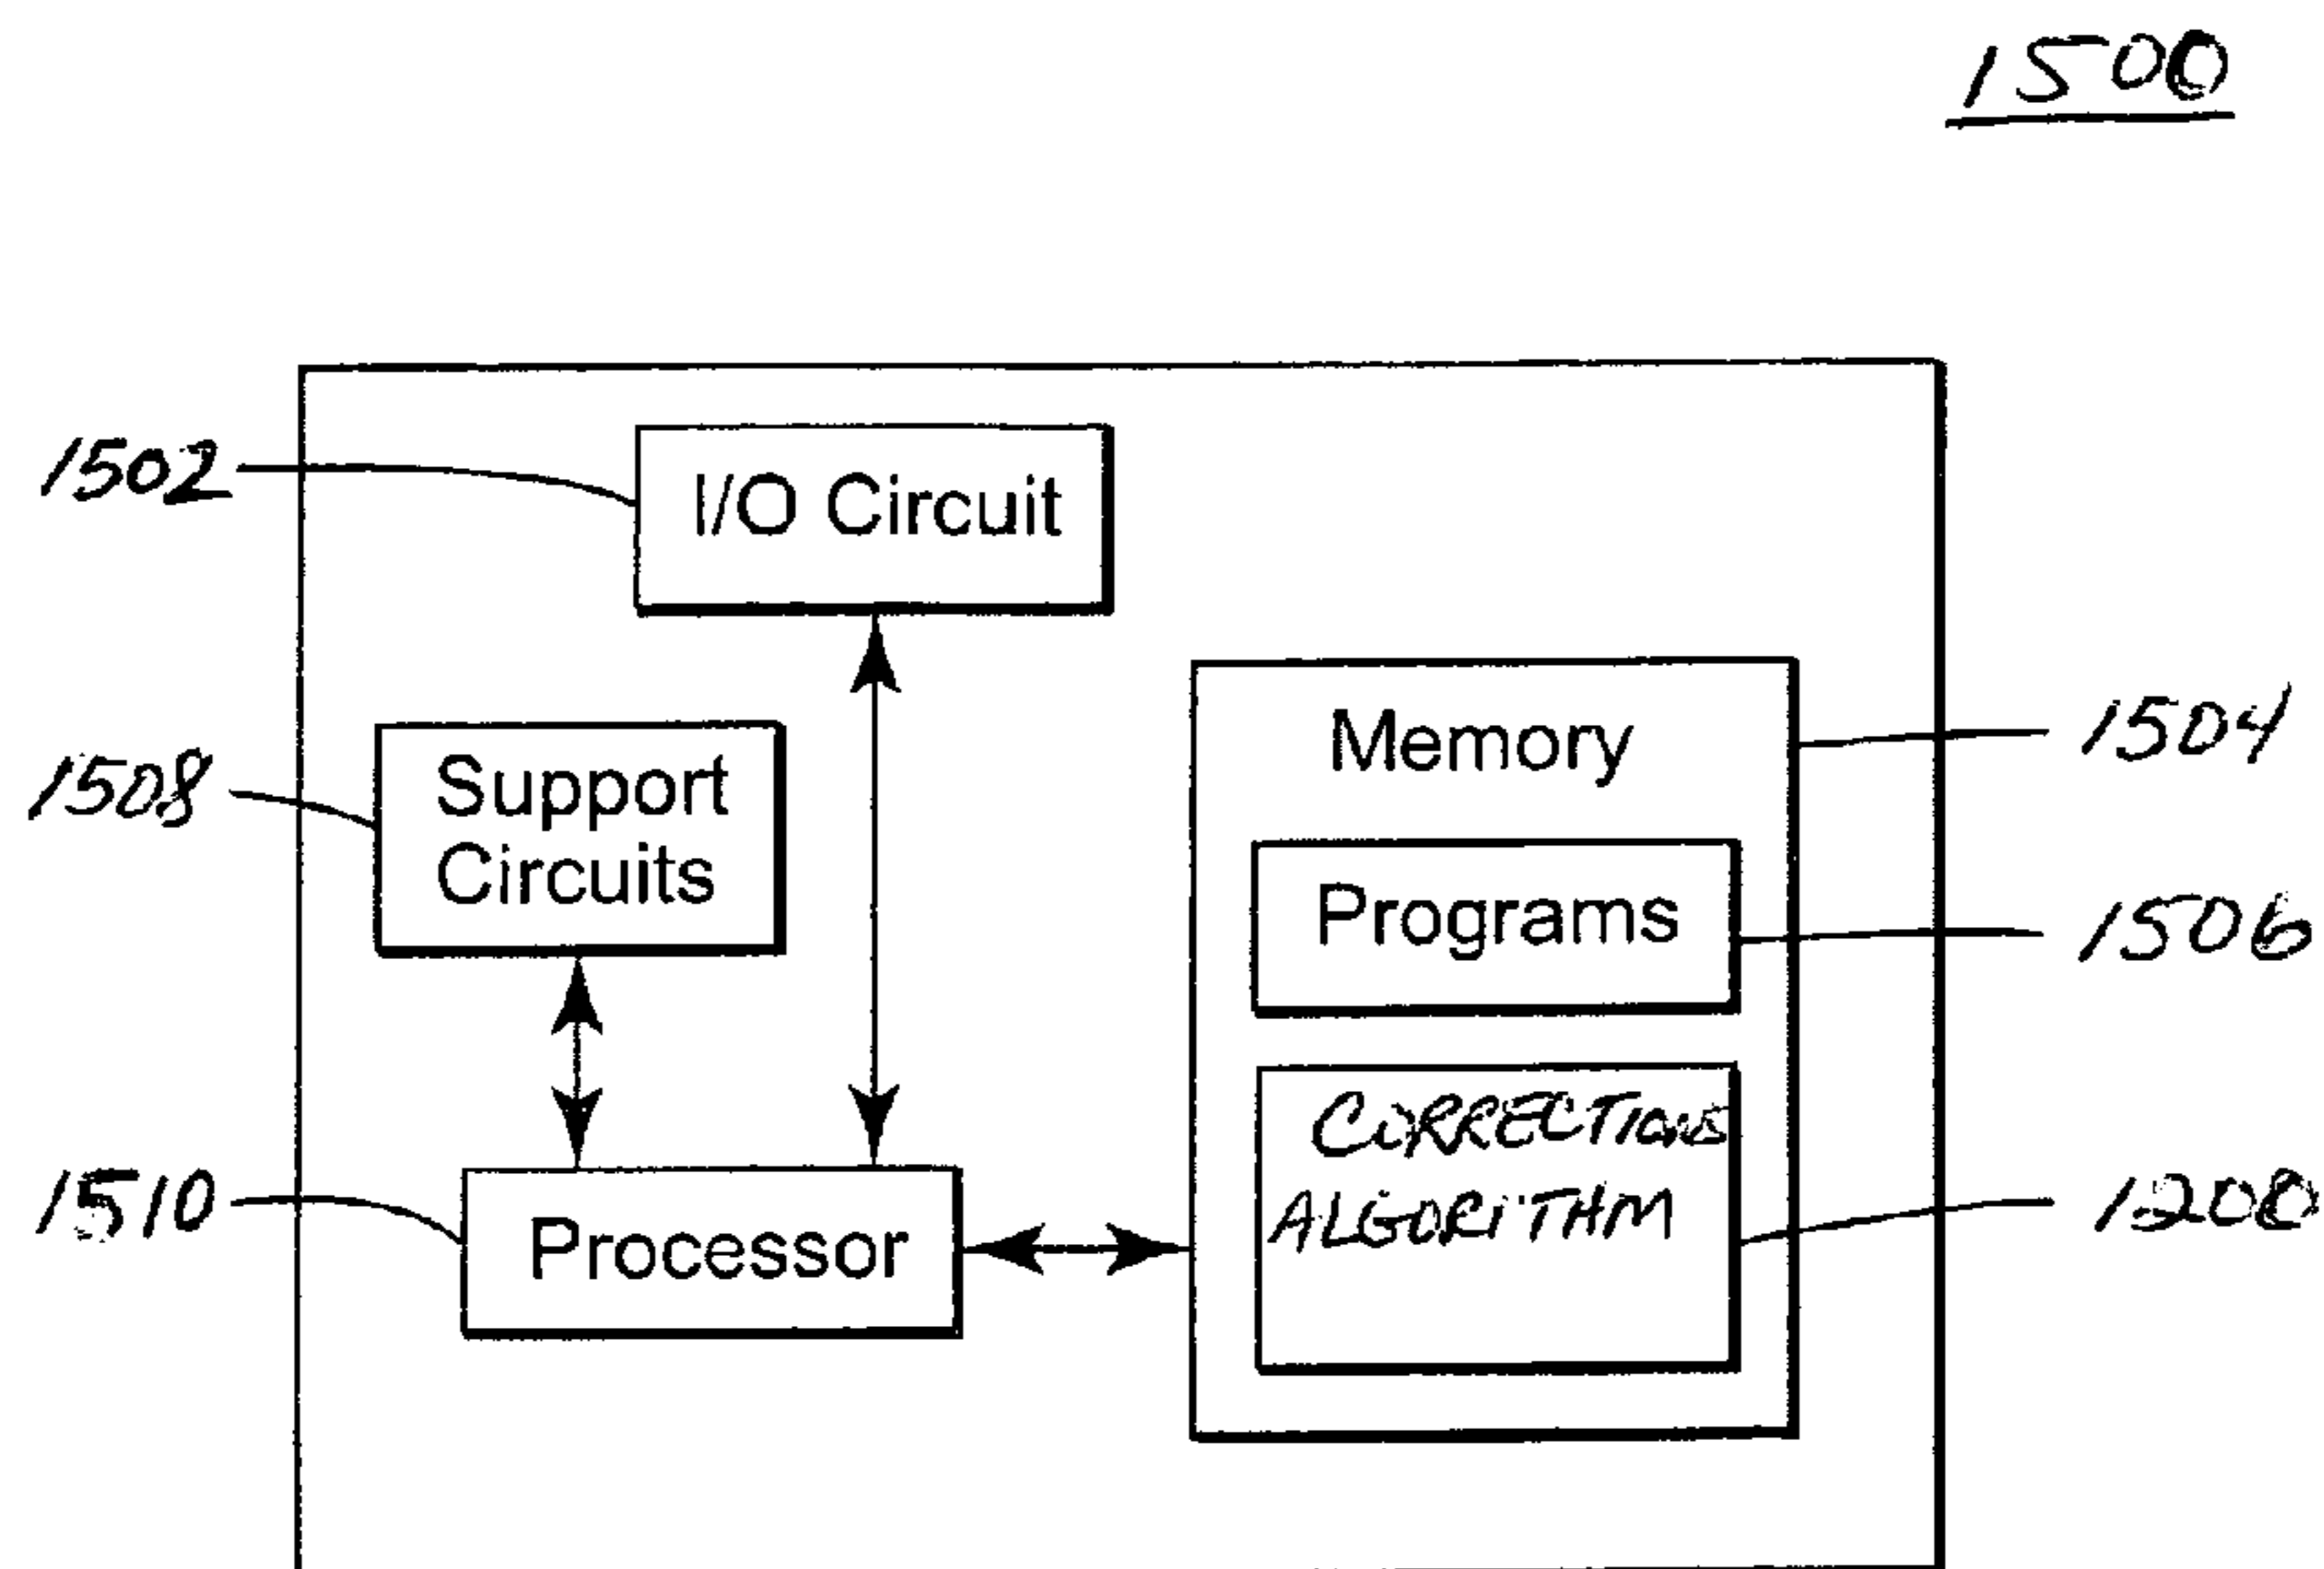 1500
1502
I/O Circuit
1508
Support
Circuits
Memory
1504
Programs
1506
CORRECTIONS
ALGORITHM
1200
1510
Processor